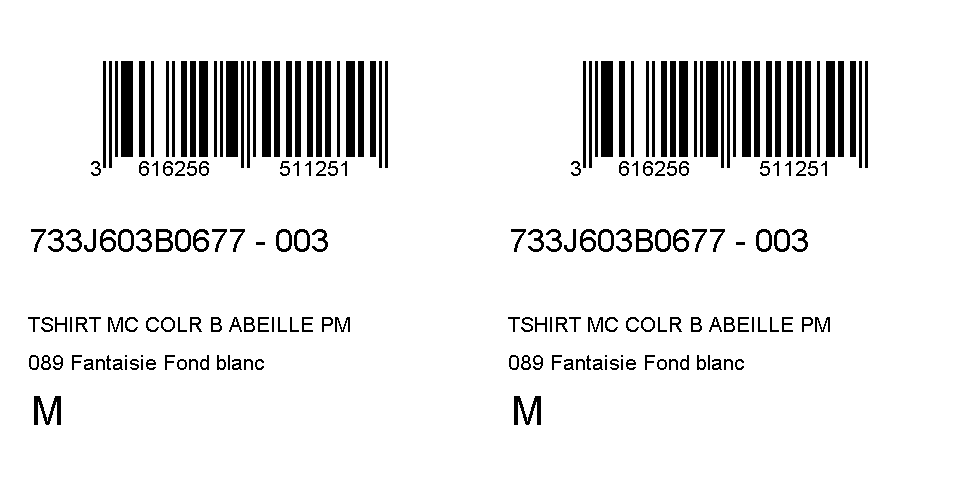 3 616256 511251
733J603B0677 - 003
TSHIRT MC COLR B ABEILLE PM
089 Fantaisie Fond blanc
M
3 616256 511251
733J603B0677 - 003
TSHIRT MC COLR B ABEILLE PM
089 Fantaisie Fond blanc
M